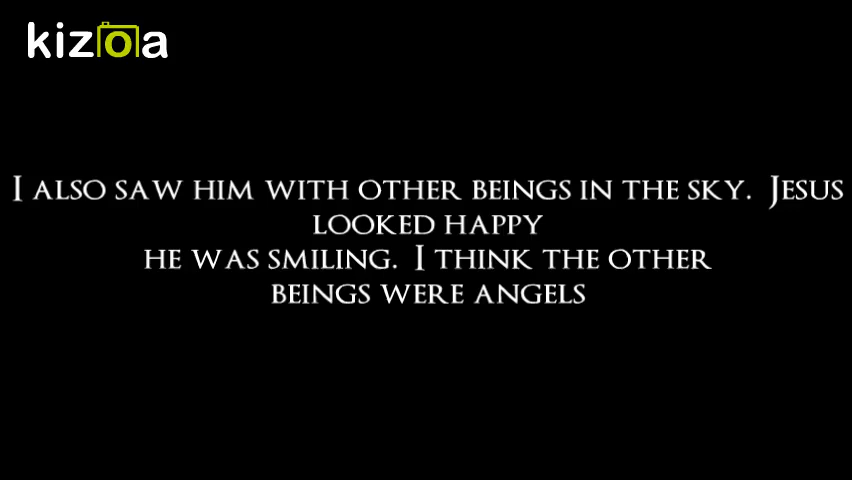 kizoa
I ALSO SAW HIM WITH OTHER BEINGS IN THE SKY.  JESUS
LOOKED HAPPY
HE WAS SMILING.  I THINK THE OTHER
BEINGS WERE ANGELS